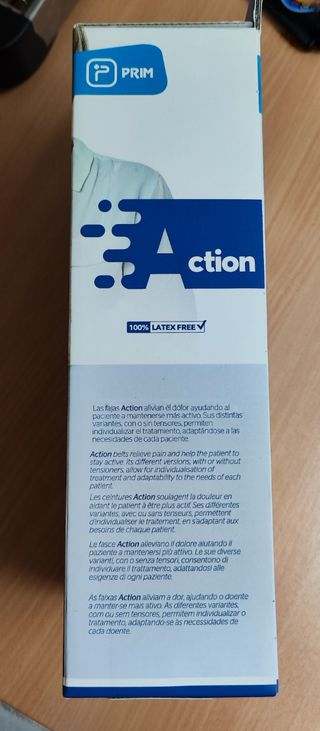 PRIM
Action
100% LATEX FREE
Las fajas Action alivian el dolor ayudando al
paciente a mantenerse más activo. Sus distintas
variantes, con o sin tensores, permiten
individualizar el tratamiento, adaptándose a las
necesidades de cada paciente.
Action belts relieve pain and help the patient to
stay active. Its different versions, with or without
tensioners, allow for individualisation of
treatment and adaptability to the needs of each
patient.
Les ceintures Action soulagent la douleur en
aidant le patient à être plus actif. Ses différentes
variantes, avec ou sans tenseurs, permettent
d'individualiser le traitement, en s'adaptant aux
besoins de chaque patient.
Le fasce Action alleviano il dolore aiutando il
paziente a mantenersi più attivo. Le sue diverse
varianti, con o senza tensori, consentono di
individuare il trattamento, adattandosi alle
esigenze di ogni paziente.
As faixas Action aliviam a dor, ajudando o doente
a manter-se mais ativo. As diferentes variantes,
com ou sem tensores, permitem individualizar o
tratamento, adaptando-se às necessidades de
cada doente.